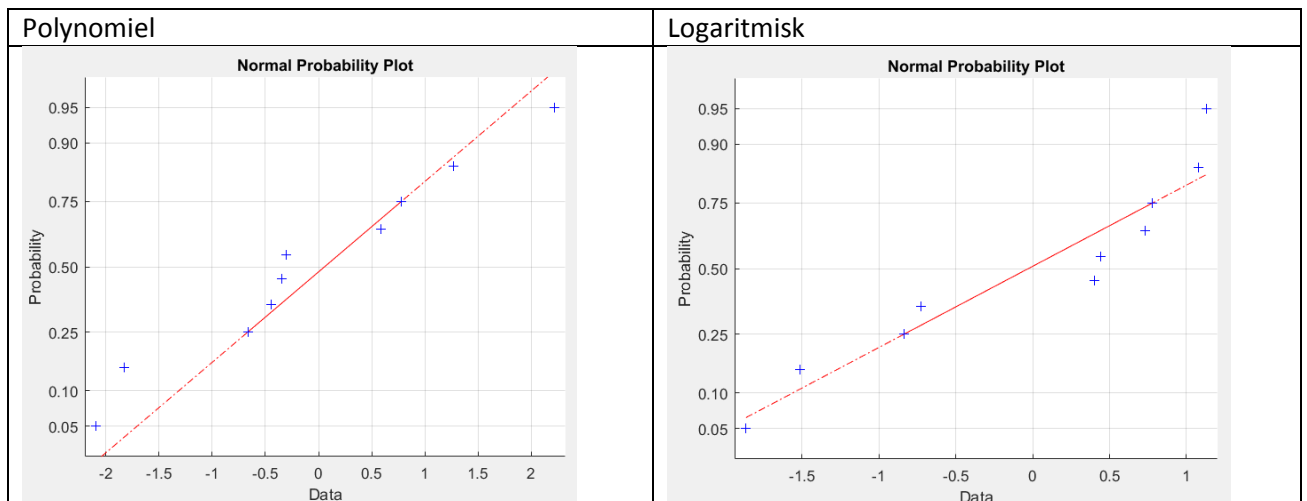 Polynomiel
Logaritmisk
Normal Probability Plot
Probability
0.95
0.90
0.75
0.50
0.25
0.10
0.05
-2 -1.5 -1 -0.5 0 0.5 1 1.5 2
Data
Normal Probability Plot
Probability
0.95
0.90
0.75
0.50
0.25
0.10
0.05
-1.5 -1 -0.5 0 0.5 1
Data